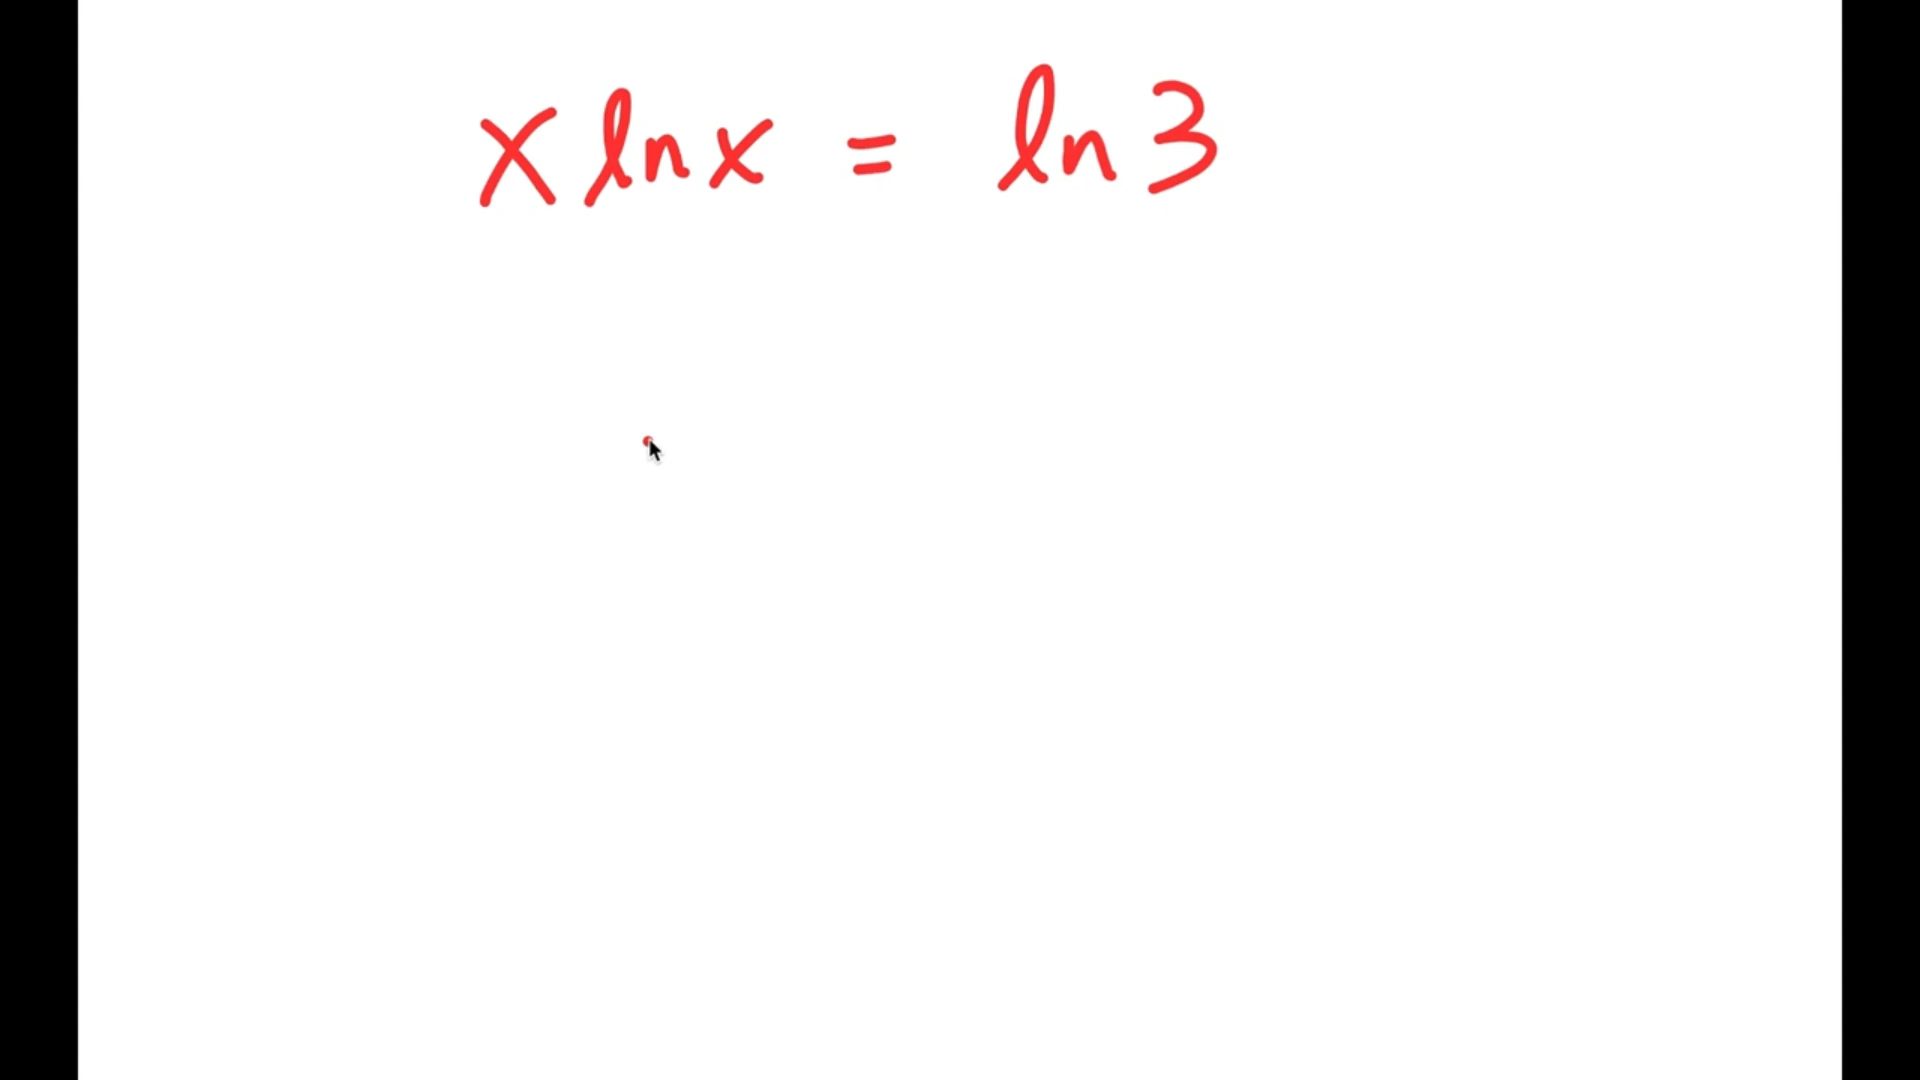 x ln x = ln 3